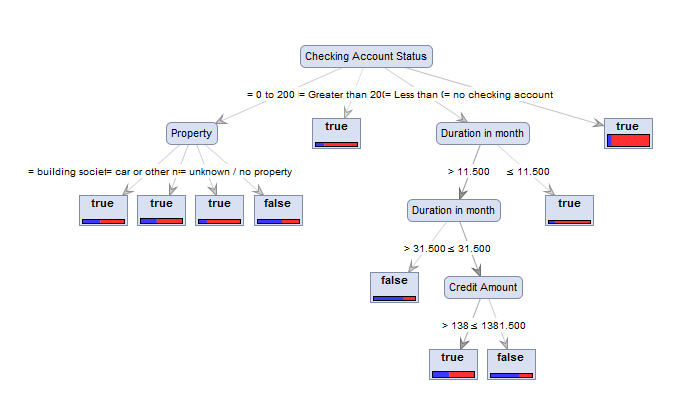 Checking Account Status
= 0 to 200 = Greater than 200 = Less than 0 = no checking account
true
true
Property
Duration in month
= building societ = car or other n = unknown / no property
> 11.500 ≤ 11.500
true true true false
Duration in month
true
> 31.500 ≤ 31.500
false
Credit Amount
> 138 ≤ 1381.500
true false